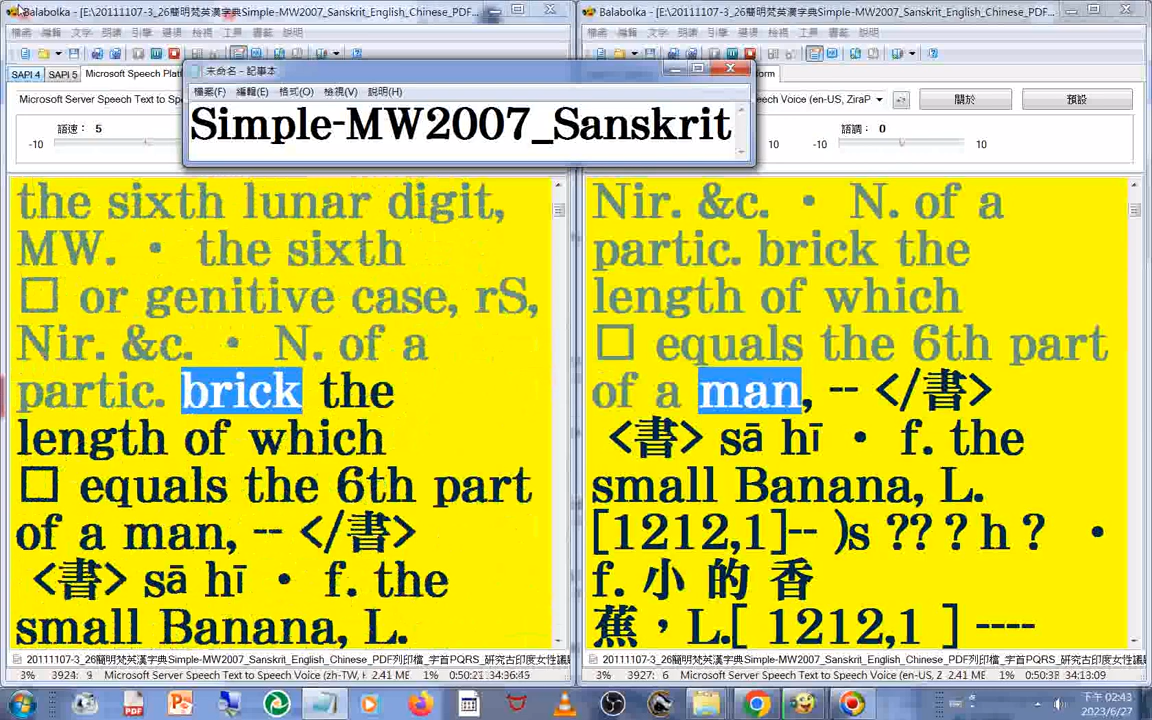 Balabolka - [E:\20111107-3_26簡明梵英漢字典Simple-MW2007_Sanskrit_English_Chinese_PDF...
Balabolka - [E:\20111107-3_26簡明梵英漢字典Simple-MW2007_Sanskrit_English_Chinese_PDF...
SAPI 4
SAPI 5
Microsoft Speech Platf
未命名 - 記事本
檔案(F) 編輯(E) 格式(O) 檢視(V) 說明(H)
Simple-MW2007_Sanskrit
Microsoft Server Speech Text to Sp
語速： 5
-10
eech Voice (en-US, ZiraP
關於
預設
語調： 0
10
-10
10
the sixth lunar digit,
MW. • the sixth
□ or genitive case, rS,
Nir. &c. • N. of a
partic. brick the
length of which
□ equals the 6th part
of a man, -- </書>
<書> sā hī • f. the
small Banana, L.
Nir. &c. • N. of a
partic. brick the
length of which
□ equals the 6th part
of a man, -- </書>
<書> sā hī • f. the
small Banana, L.
[1212,1]-- )s ?? ? h ? •
f. 小 的 香
蕉，L.[ 1212,1 ] ----
20111107-3_26簡明梵英漢字典Simple-MW2007_Sanskrit_English_Chinese_PDF列印檔_字首PQRS_研究古印度女性議
20111107-3_26簡明梵英漢字典Simple-MW2007_Sanskrit_English_Chinese_PDF列印檔_字首PQRS_研究古印度女性議
3% 3924: 9 Microsoft Server Speech Text to Speech Voice (zh-TW, H 2.41 ME 1% 0:50:21 34:36:45
3% 3927: 6 Microsoft Server Speech Text to Speech Voice (en-US, Z 2.41 ME 1% 0:50:3 34:13:09
下午 02:43
2023/6/27